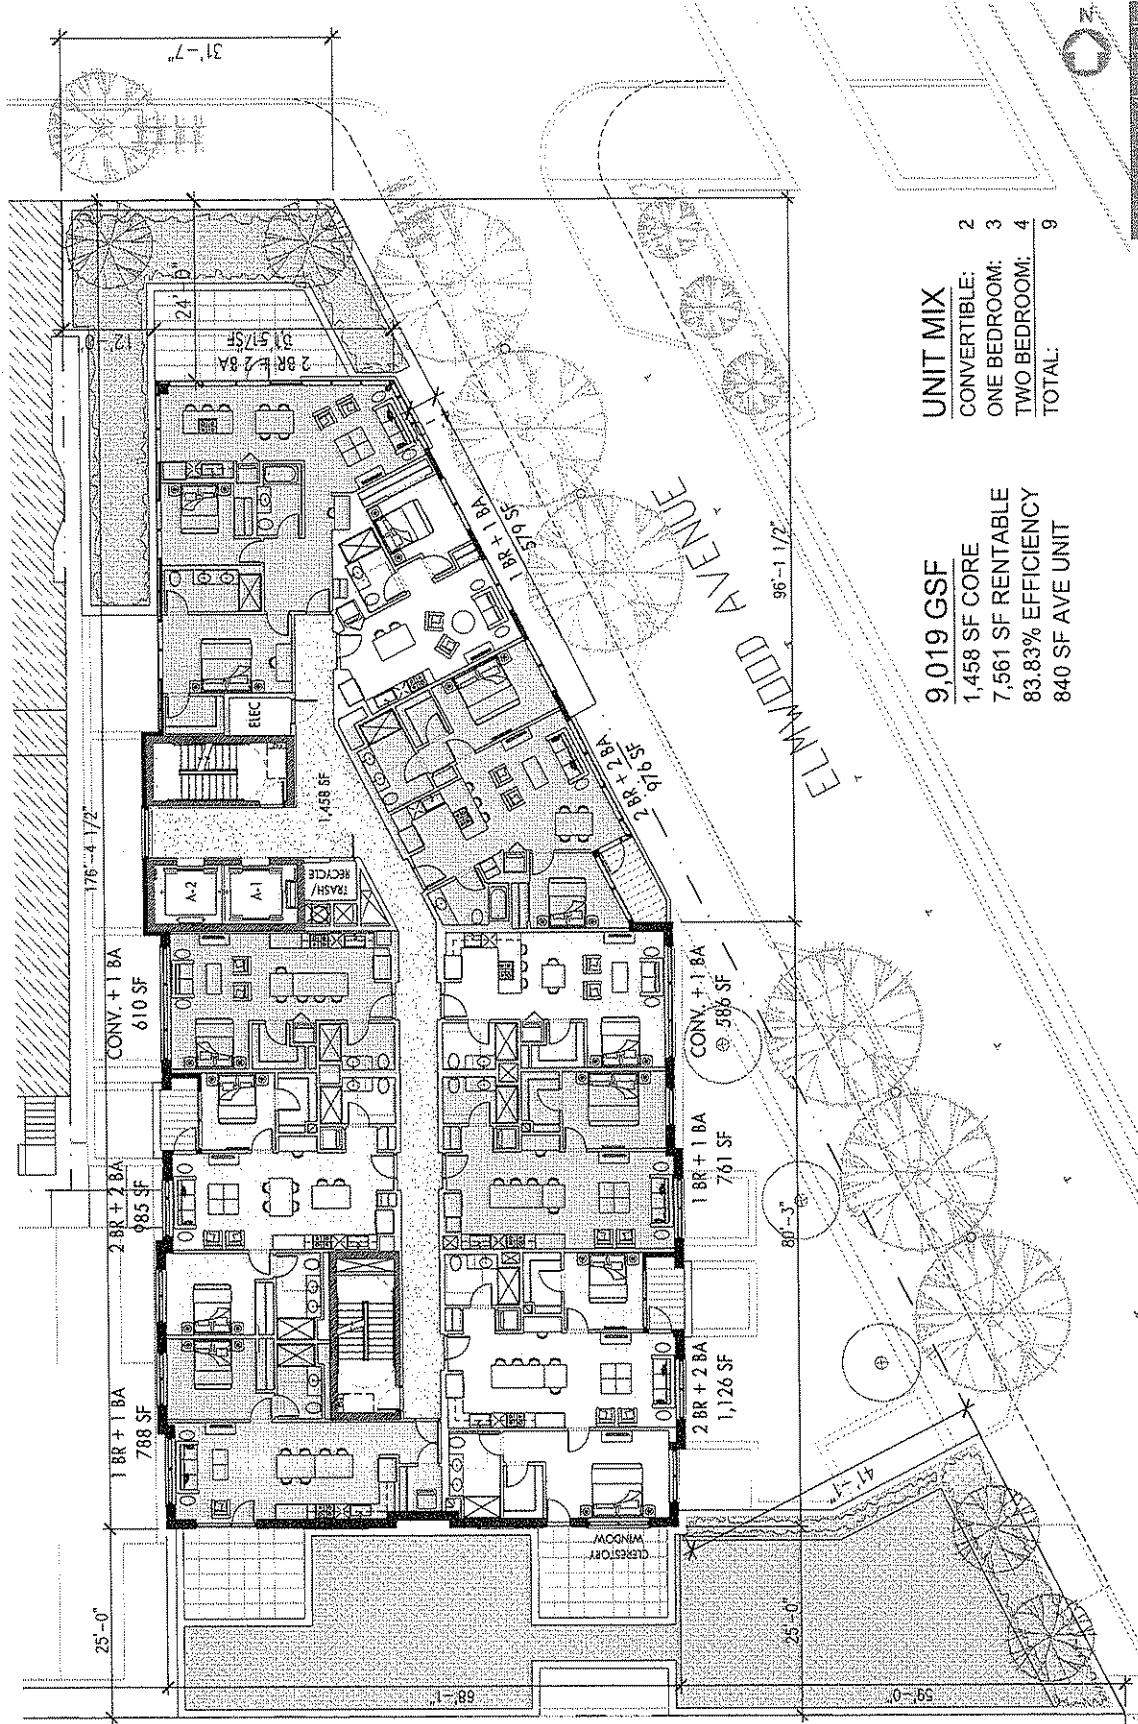 31'-7"
24'-0"
12'-0"
2 BR + 2 BA
176'-4 1/2"
1 BR + 1 BA
579 SF
ELEC
1,458 SF
2 BR + 2 BA
976 SF
ELMWOOD AVENUE
96'-1 1/2"
A-2
A-1
TRASH/
RECYCLE
CONV. + 1 BA
610 SF
CONV. + 1 BA
586 SF
2 BR + 2 BA
985 SF
1 BR + 1 BA
761 SF
80'-3"
1 BR + 1 BA
788 SF
2 BR + 2 BA
1,126 SF
41'-1"
CLERESTORY
WINDOW
25'-0"
25'-0"
68'-1"
59'-0"
9,019 GSF
1,458 SF CORE
7,561 SF RENTABLE
83.83% EFFICIENCY
840 SF AVE UNIT
UNIT MIX
CONVERTIBLE: 2
ONE BEDROOM: 3
TWO BEDROOM: 4
TOTAL: 9
N